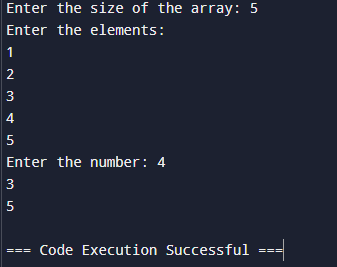 Enter the size of the array: 5
Enter the elements:
1
2
3
4
5
Enter the number: 4
3
5
=== Code Execution Successful ===